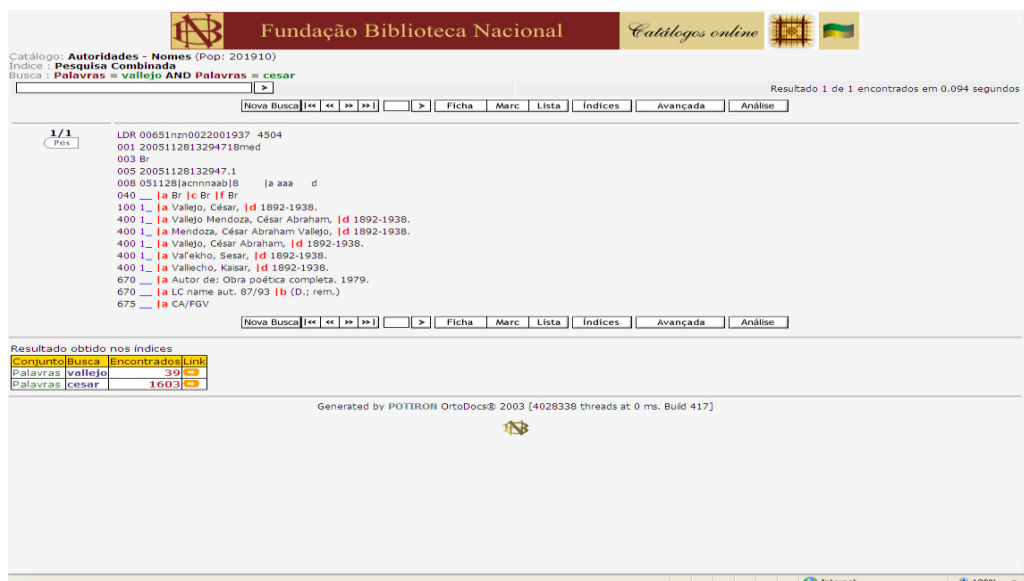 Fundação Biblioteca Nacional Catálogos online
Catálogo: Autoridades - Nomes (Pop: 201910)
Índice : Pesquisa Combinada
Busca : Palavras = vallejo AND Palavras = cesar
>
Resultado 1 de 1 encontrados em 0.094 segundos
Nova Busca |<< << >> >>| > Ficha Marc Lista Índices Avançada Análise
1/1
Pos
LDR 00651nzn0022001937 4504
001 2005112813294718med
003 Br
005 20051128132947.1
008 051128|acnnnaab|8 |a aaa d
040 __ |a Br |c Br |f Br
100 1_ |a Vallejo, César, |d 1892-1938.
400 1_ |a Vallejo Mendoza, César Abraham, |d 1892-1938.
400 1_ |a Mendoza, César Abraham Vallejo, |d 1892-1938.
400 1_ |a Vallejo, César Abraham, |d 1892-1938.
400 1_ |a Val'ekho, Sesar, |d 1892-1938.
400 1_ |a Valliecho, Kaisar, |d 1892-1938.
670 __ |a Autor de: Obra poética completa. 1979.
670 __ |a LC name aut. 87/93 |b (D.; rem.)
675 __ |a CA/FGV
Nova Busca |<< << >> >>| > Ficha Marc Lista Índices Avançada Análise
Resultado obtido nos índices
Conjunto Busca Encontrados Link
Palavras vallejo 39
Palavras cesar 1603
Generated by POTIRON OrtoDocs® 2003 [4028338 threads at 0 ms. Build 417]